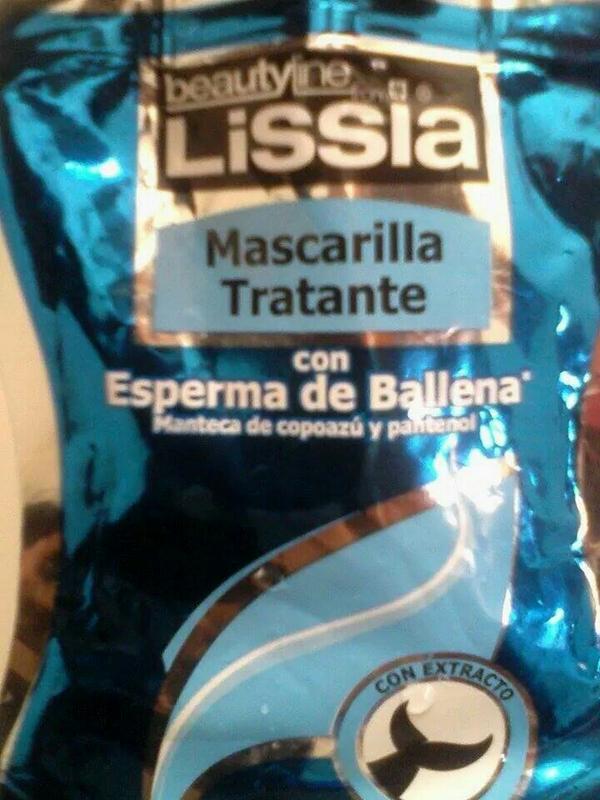 beautyline
LiSSia
Mascarilla
Tratante
con
Esperma de Ballena*
Manteca de copoazú y pantenol
CON EXTRACTO